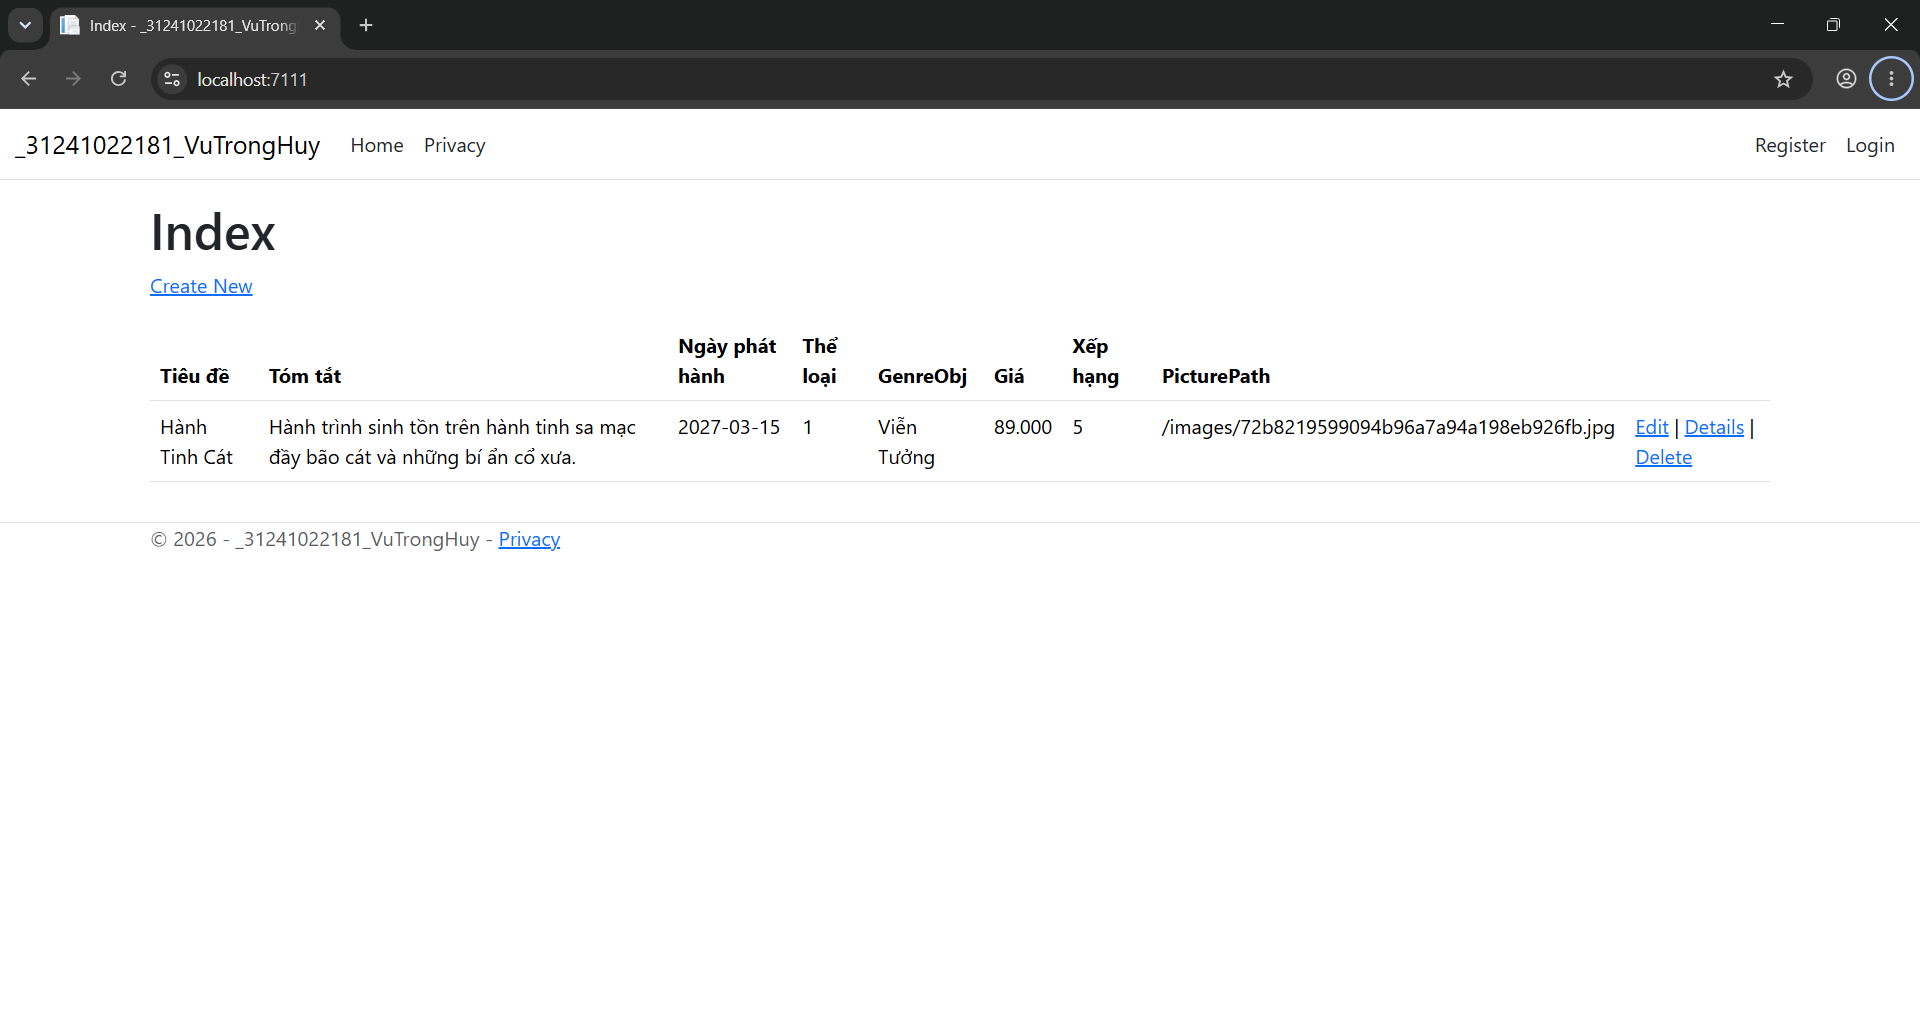 Index - _31241022181_VuTrong
localhost:7111
_31241022181_VuTrongHuy Home Privacy Register Login
Index
Create New
Tiêu đề Tóm tắt Ngày phát hành Thể loại GenreObj Giá Xếp hạng PicturePath
Hành Tinh Cát Hành trình sinh tồn trên hành tinh sa mạc 2027-03-15 1 Viễn Tưởng 89.000 5 /images/72b8219599094b96a7a94a198eb926fb.jpg Edit | Details |
đầy bão cát và những bí ẩn cổ xưa. Delete
© 2026 - _31241022181_VuTrongHuy - Privacy